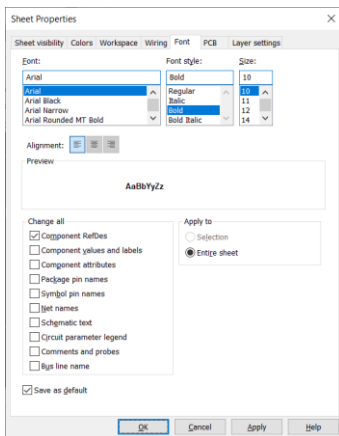 Sheet Properties
Sheet visibility Colors Workspace Wiring Font PCB Layer settings
Font: Font style: Size:
Arial Bold 10
Arial Regular 10
Arial Black Italic 11
Arial Narrow Bold 12
Arial Rounded MT Bold Bold Italic 14
Alignment:
Preview
AaBbYyZz
Change all
Component RefDes
Component values and labels
Component attributes
Package pin names
Symbol pin names
Net names
Schematic text
Circuit parameter legend
Comments and probes
Bus line name
Apply to
Selection
Entire sheet
Save as default
OK Cancel Apply Help